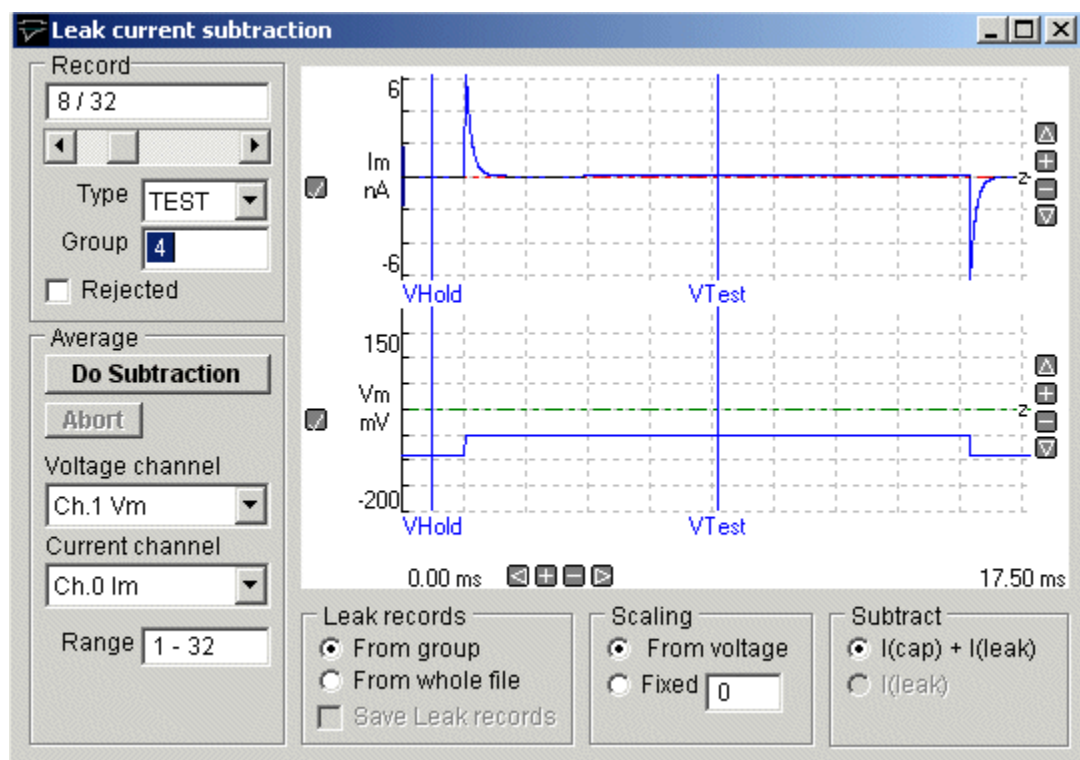 Leak current subtraction
Record
8 / 32
Type TEST
Group 4
Rejected
Average
Do Subtraction
Abort
Voltage channel
Ch.1 Vm
Current channel
Ch.0 Im
Range 1 - 32
6
Im
nA
-6
z
VHold VTest
150
Vm
mV
-200
z
VHold VTest
0.00 ms 17.50 ms
Leak records
From group
From whole file
Save Leak records
Scaling
From voltage
Fixed 0
Subtract
I(cap) + I(leak)
I(leak)